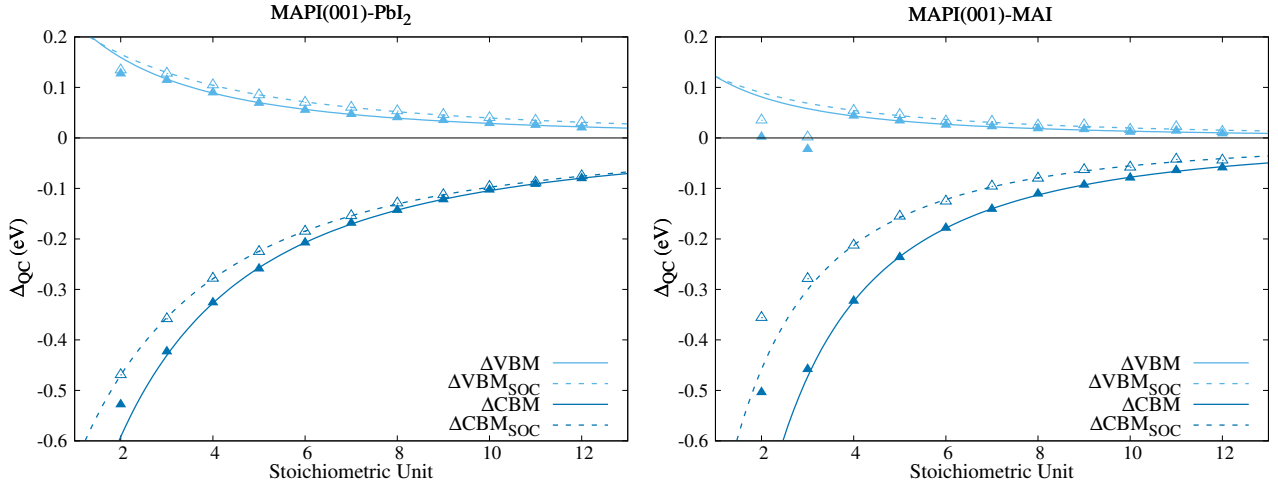 MAPI(001)-PbI2
0.2
0.1
0
-0.1
-0.2
-0.3
-0.4
-0.5
-0.6
ΔQC (eV)
2 4 6 8 10 12
Stoichiometric Unit
ΔVBM
ΔVBMSOC
ΔCBM
ΔCBMSOC
MAPI(001)-MAI
0.2
0.1
0
-0.1
-0.2
-0.3
-0.4
-0.5
-0.6
ΔQC (eV)
2 4 6 8 10 12
Stoichiometric Unit
ΔVBM
ΔVBMSOC
ΔCBM
ΔCBMSOC